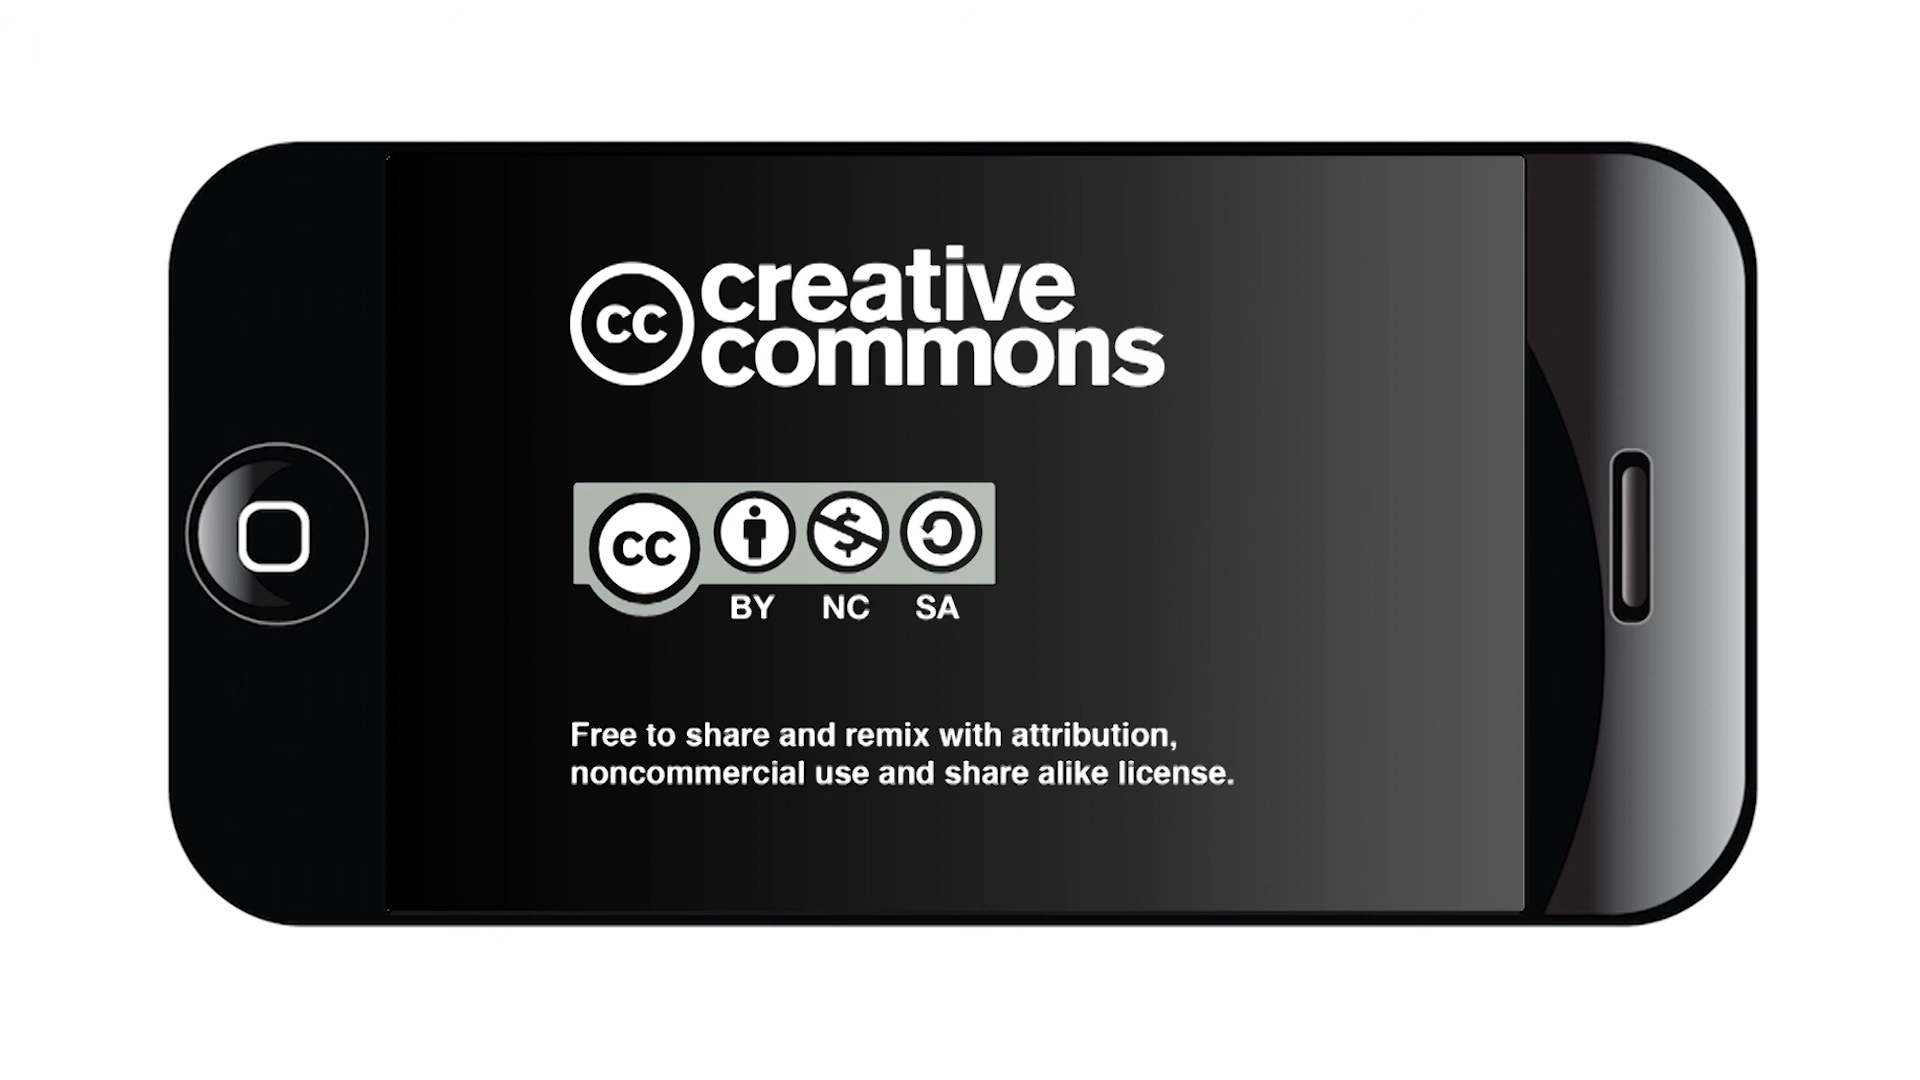 cc creative
commons
cc
BY NC SA
Free to share and remix with attribution,
noncommercial use and share alike license.